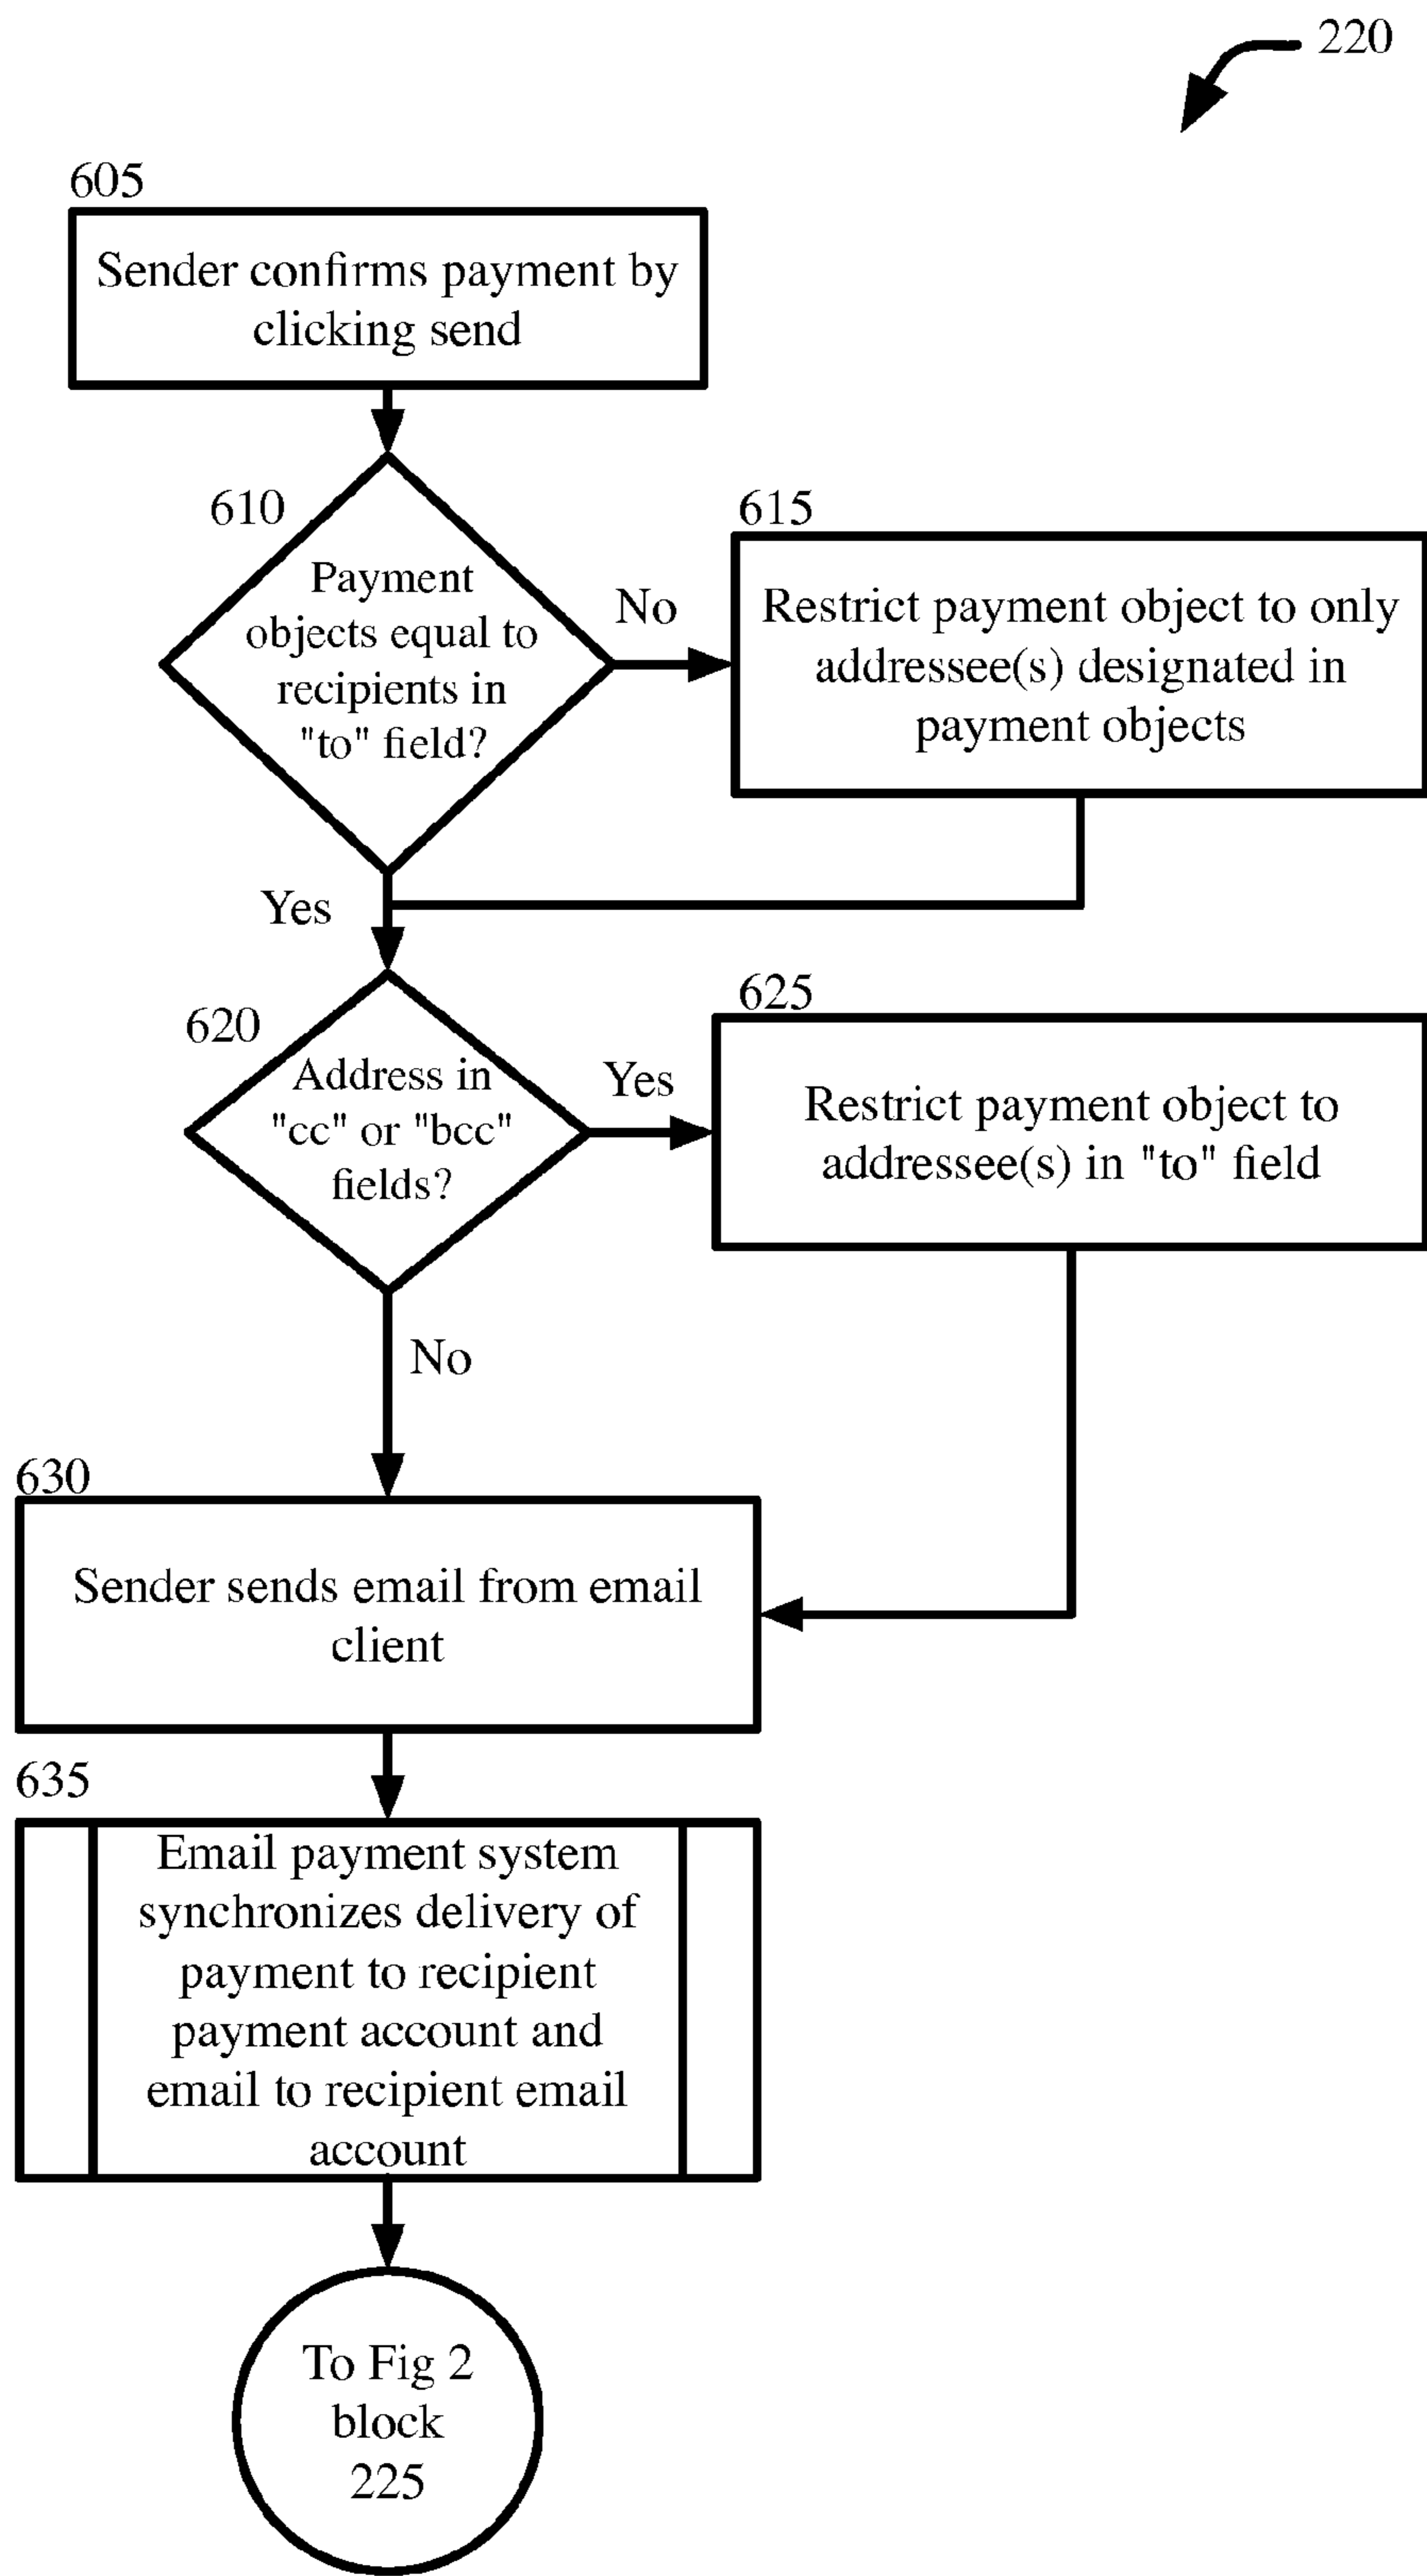 220
605
Sender confirms payment by
clicking send
610
Payment
objects equal to
recipients in
"to" field?
No
615
Restrict payment object to only
addressee(s) designated in
payment objects
Yes
620
Address in
"cc" or "bcc"
fields?
Yes
625
Restrict payment object to
addressee(s) in "to" field
No
630
Sender sends email from email
client
635
Email payment system
synchronizes delivery of
payment to recipient
payment account and
email to recipient email
account
To Fig 2
block
225